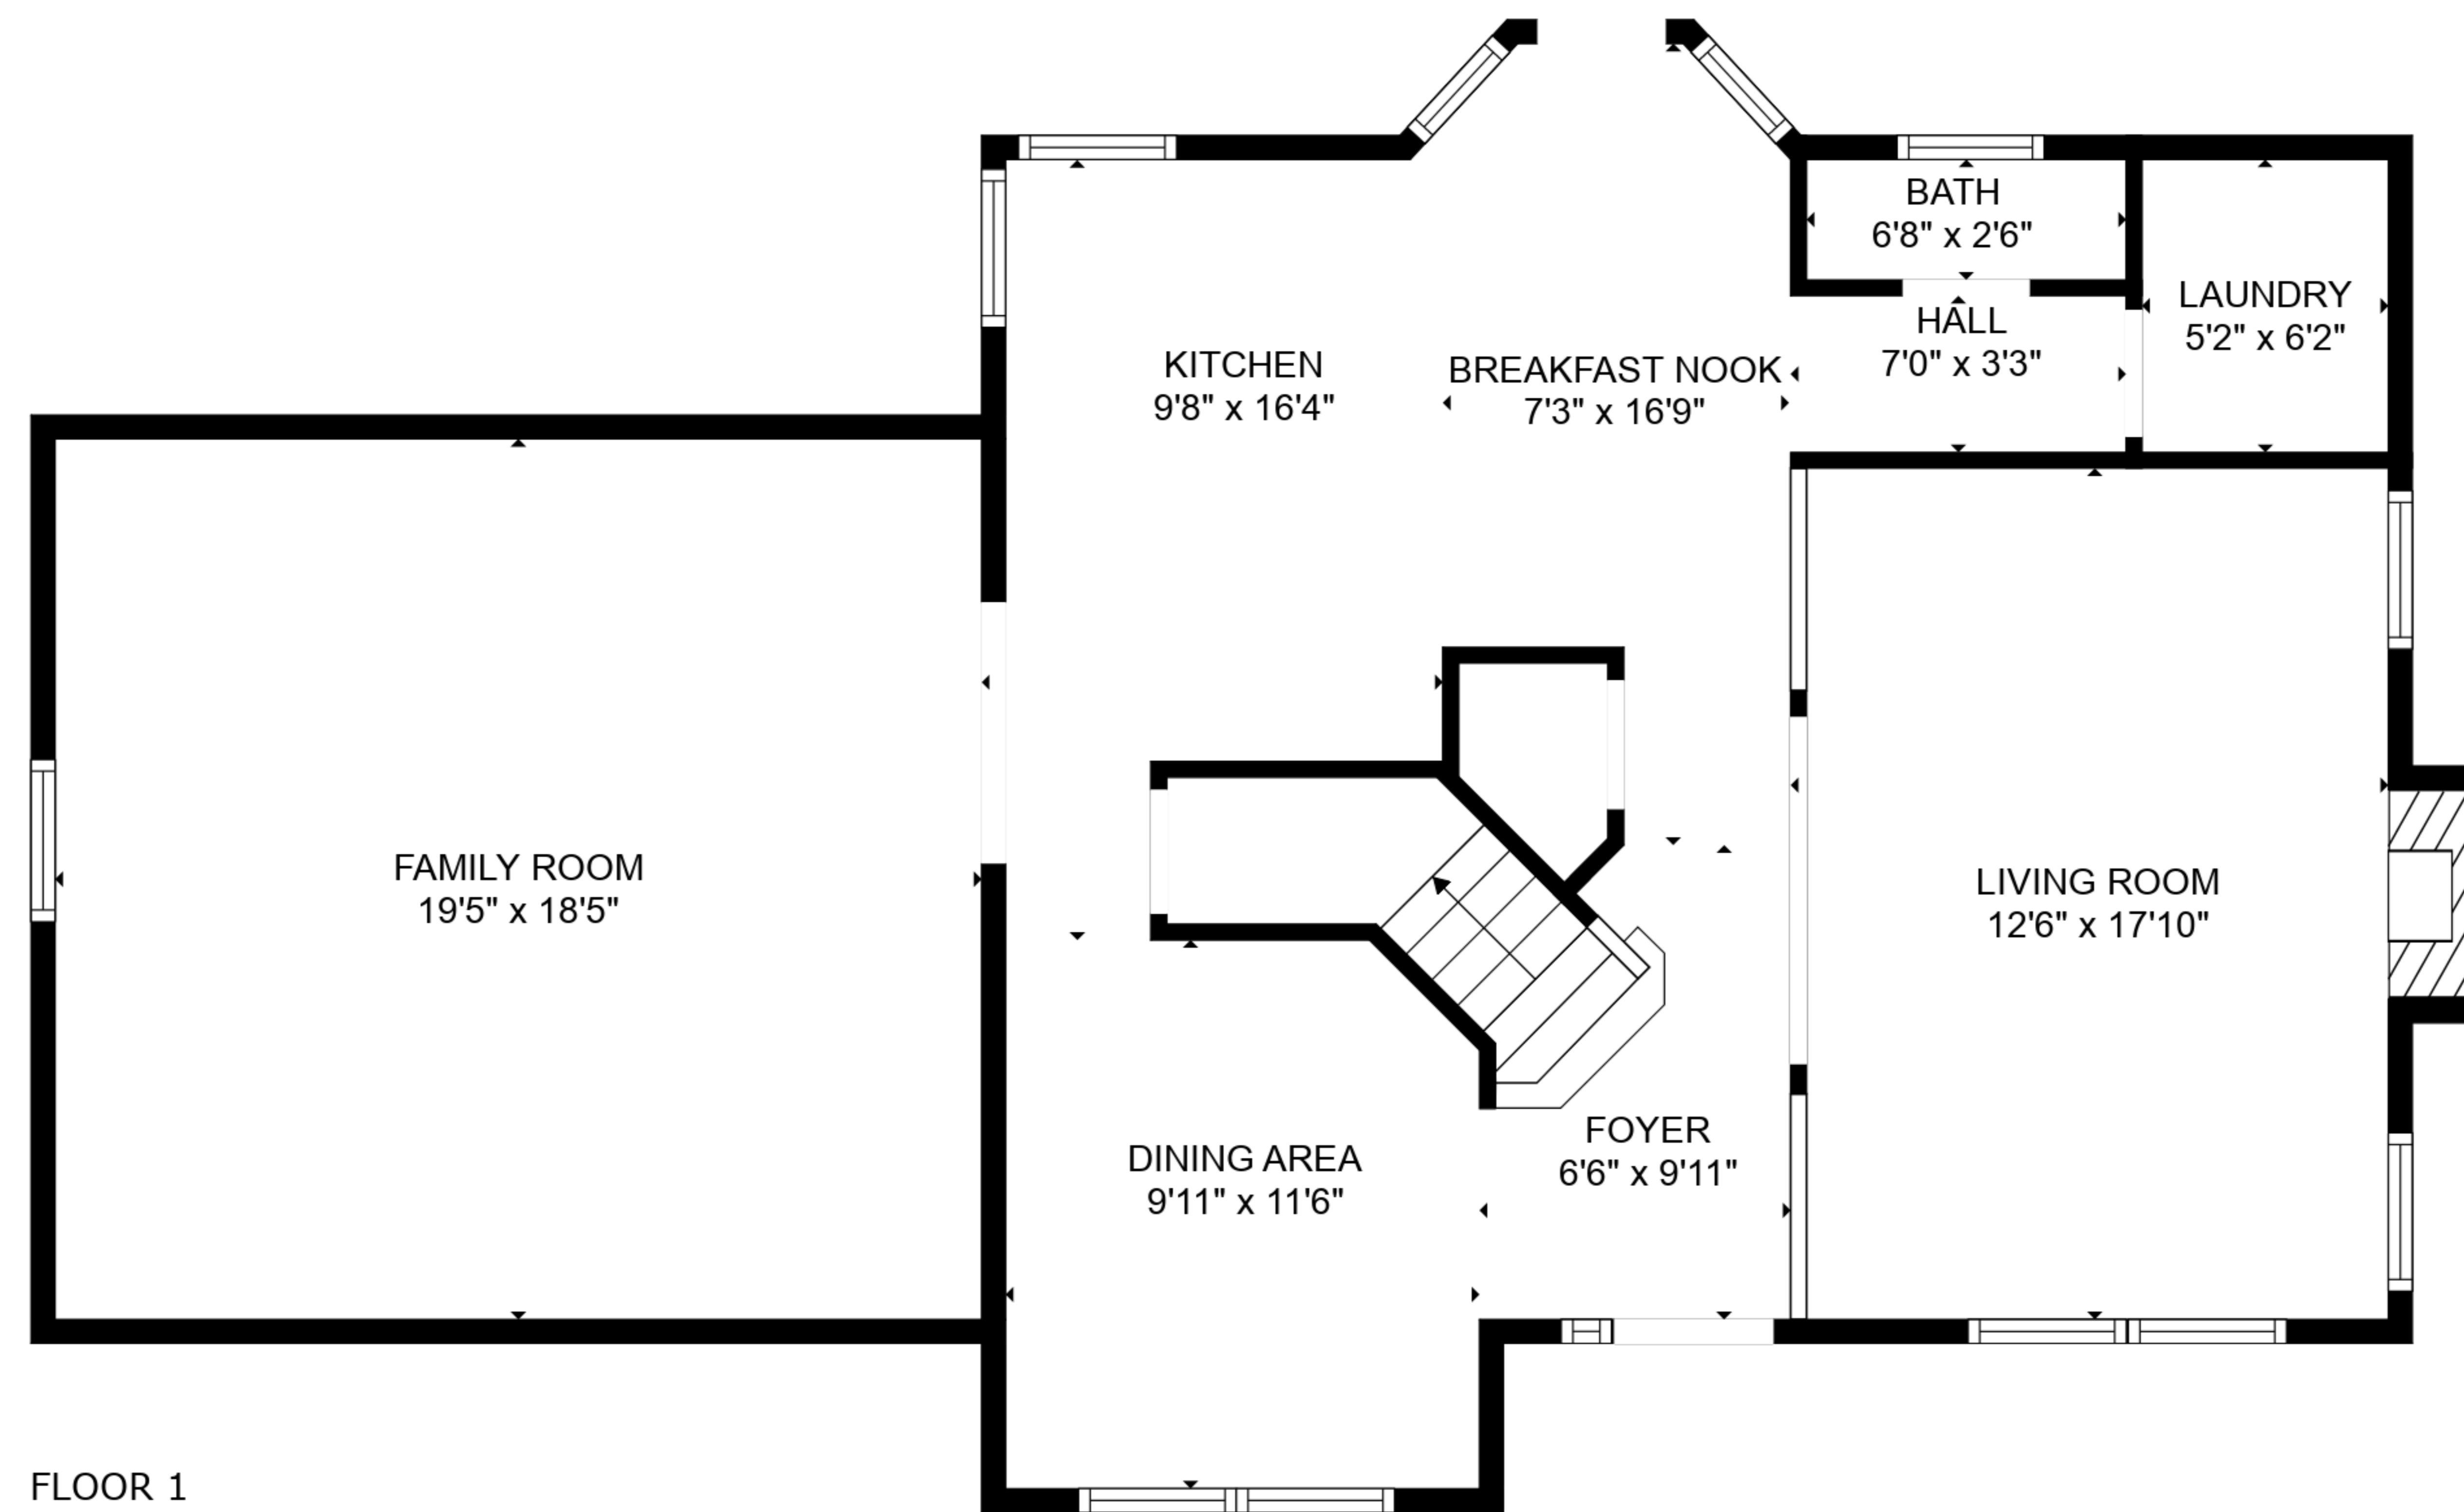 BATH
6'8" x 2'6"
LAUNDRY
5'2" x 6'2"
HALL
7'0" x 3'3"
KITCHEN
9'8" x 16'4"
BREAKFAST NOOK
7'3" x 16'9"
FAMILY ROOM
19'5" x 18'5"
LIVING ROOM
12'6" x 17'10"
FOYER
6'6" x 9'11"
DINING AREA
9'11" x 11'6"
FLOOR 1